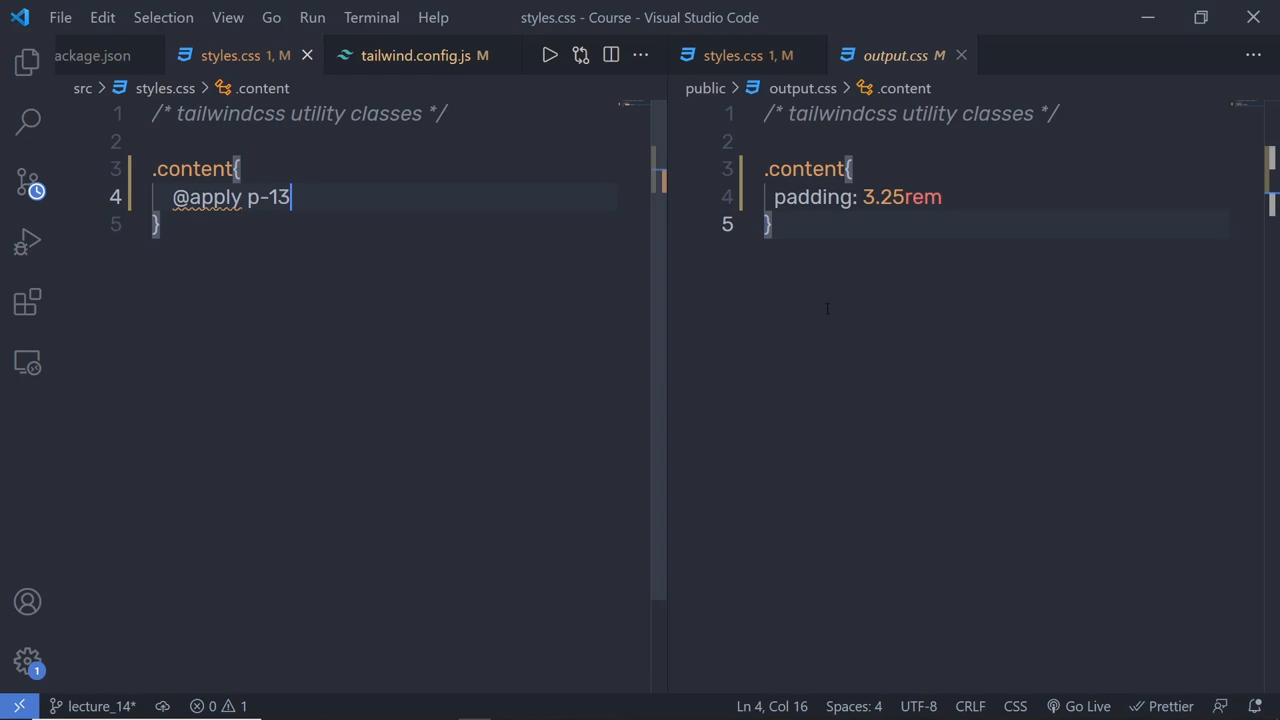 File Edit Selection View Go Run Terminal Help styles.css - Course - Visual Studio Code
ackage.json styles.css 1, M tailwind.config.js M styles.css 1, M output.css M
src > styles.css > .content
1 /* tailwindcss utility classes */
2
3 .content{
4 @apply p-13
5 }
public > output.css > .content
1 /* tailwindcss utility classes */
2
3 .content{
4 padding: 3.25rem
5 }
1
lecture_14* 0 1 Ln 4, Col 16 Spaces: 4 UTF-8 CRLF CSS Go Live Prettier